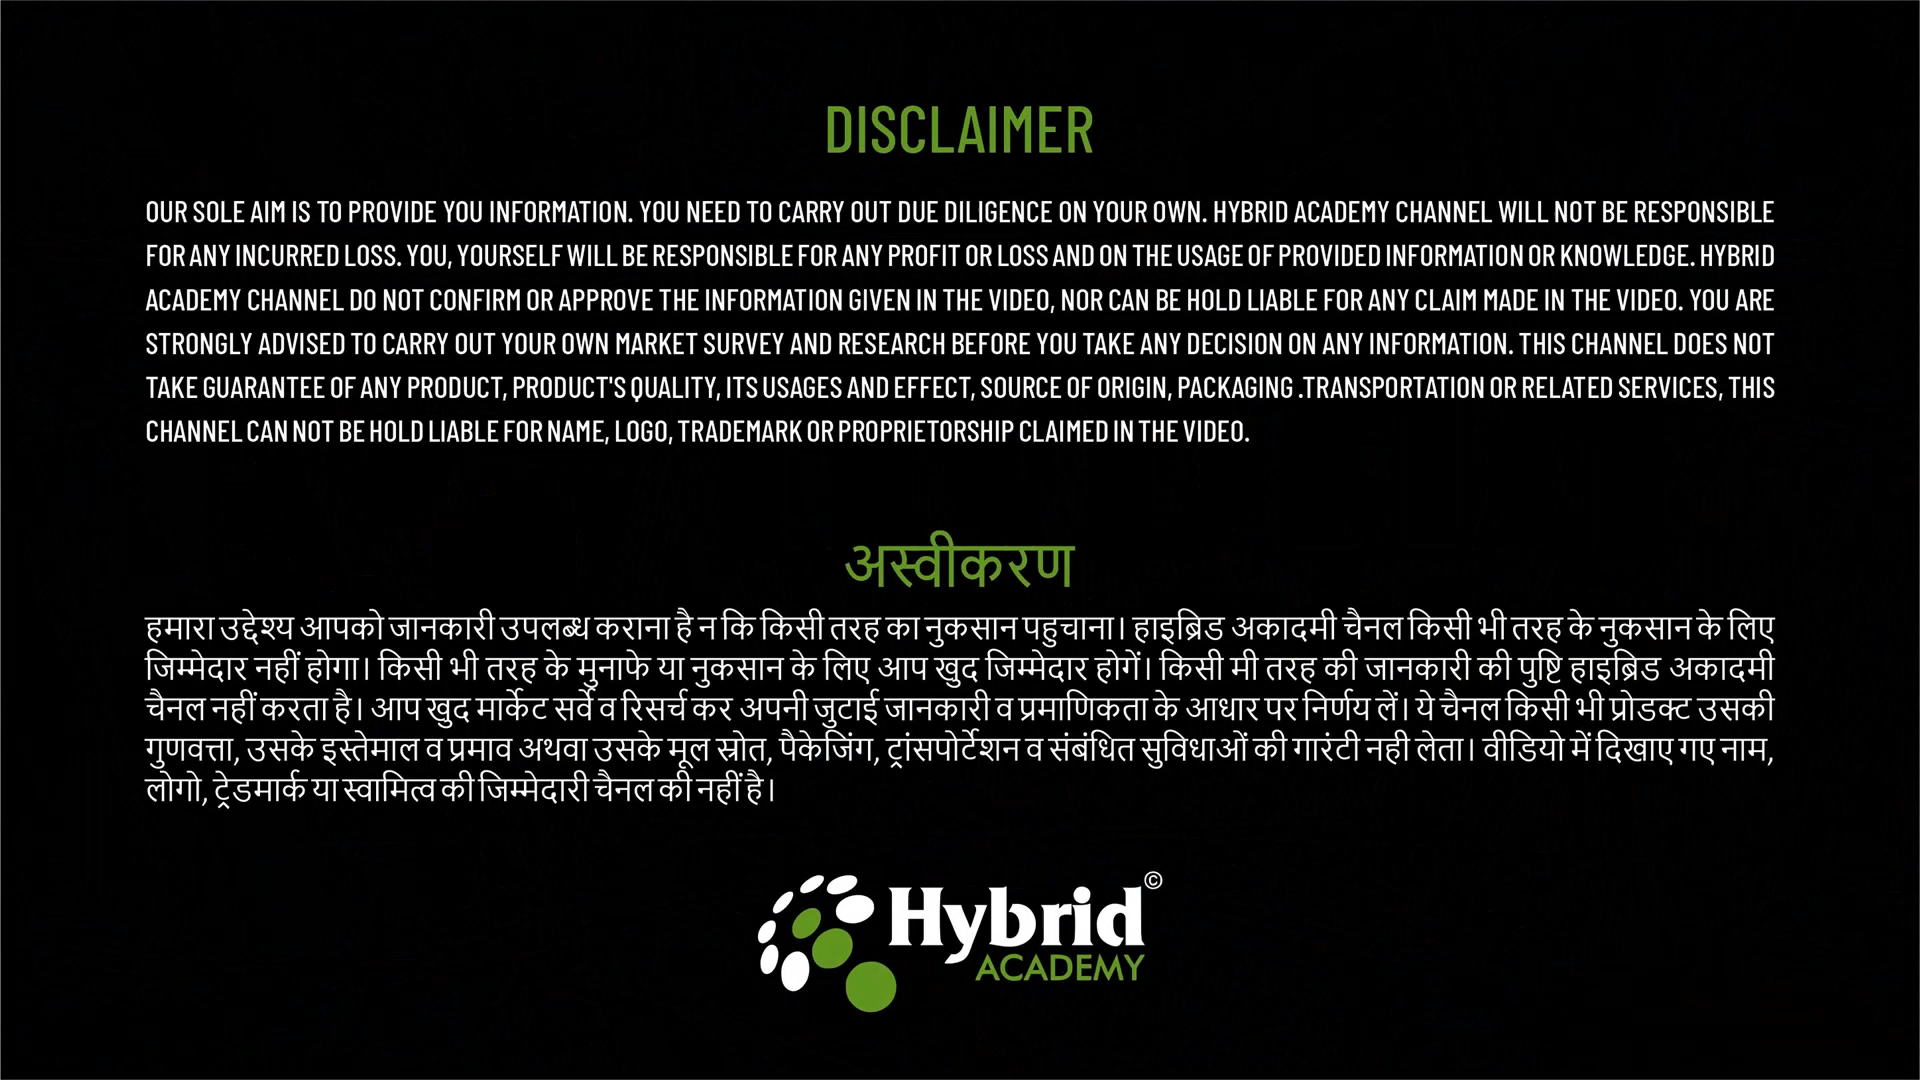 DISCLAIMER
OUR SOLE AIM IS TO PROVIDE YOU INFORMATION. YOU NEED TO CARRY OUT DUE DILIGENCE ON YOUR OWN. HYBRID ACADEMY CHANNEL WILL NOT BE RESPONSIBLE
FOR ANY INCURRED LOSS. YOU, YOURSELF WILL BE RESPONSIBLE FOR ANY PROFIT OR LOSS AND ON THE USAGE OF PROVIDED INFORMATION OR KNOWLEDGE. HYBRID
ACADEMY CHANNEL DO NOT CONFIRM OR APPROVE THE INFORMATION GIVEN IN THE VIDEO, NOR CAN BE HOLD LIABLE FOR ANY CLAIM MADE IN THE VIDEO. YOU ARE
STRONGLY ADVISED TO CARRY OUT YOUR OWN MARKET SURVEY AND RESEARCH BEFORE YOU TAKE ANY DECISION ON ANY INFORMATION. THIS CHANNEL DOES NOT
TAKE GUARANTEE OF ANY PRODUCT, PRODUCT'S QUALITY, ITS USAGES AND EFFECT, SOURCE OF ORIGIN, PACKAGING .TRANSPORTATION OR RELATED SERVICES, THIS
CHANNEL CAN NOT BE HOLD LIABLE FOR NAME, LOGO, TRADEMARK OR PROPRIETORSHIP CLAIMED IN THE VIDEO.
अस्वीकरण
हमारा उद्देश्य आपको जानकारी उपलब्ध कराना है न कि किसी तरह का नुकसान पहुचाना। हाइब्रिड अकादमी चैनल किसी भी तरह के नुकसान के लिए
जिम्मेदार नहीं होगा। किसी भी तरह के मुनाफे या नुकसान के लिए आप खुद जिम्मेदार होगें। किसी मी तरह की जानकारी की पुष्टि हाइब्रिड अकादमी
चैनल नहीं करता है। आप खुद मार्केट सर्वे व रिसर्च कर अपनी जुटाई जानकारी व प्रमाणिकता के आधार पर निर्णय लें। ये चैनल किसी भी प्रोडक्ट उसकी
गुणवत्ता, उसके इस्तेमाल व प्रमाव अथवा उसके मूल स्रोत, पैकेजिंग, ट्रांसपोर्टेशन व संबंधित सुविधाओं की गारंटी नही लेता। वीडियो में दिखाए गए नाम,
लोगो, ट्रेडमार्क या स्वामित्व की जिम्मेदारी चैनल की नहीं है।
Hybrid©
ACADEMY